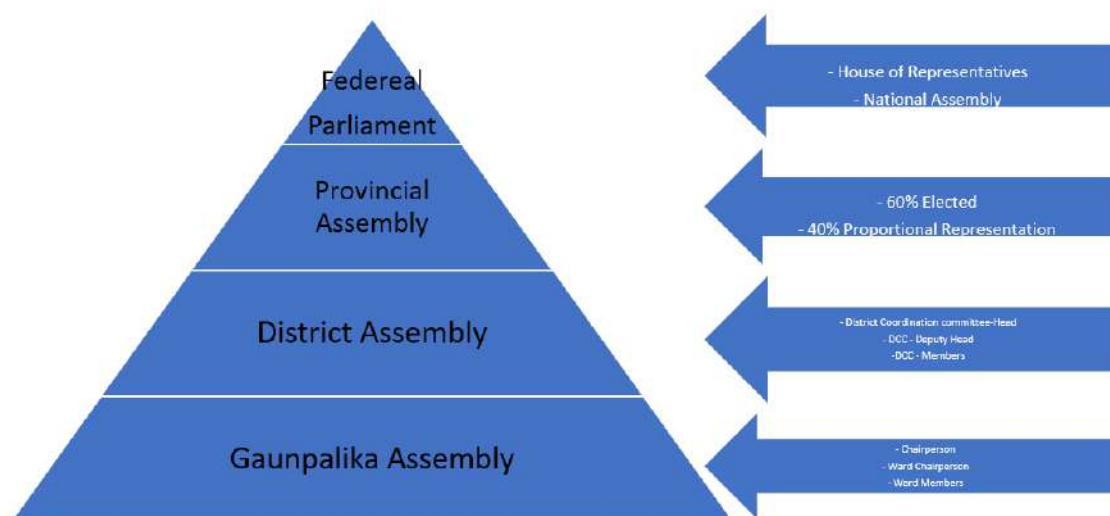 Federeal
Parliament
- House of Representatives
- National Assembly
Provincial
Assembly
- 60% Elected
- 40% Proportional Representation
District Assembly
- District Coordination committee-Head
- DCC - Deputy Head
-DCC - Members
Gaunpalika Assembly
- Chairperson
- Ward Chairperson
- Ward Members